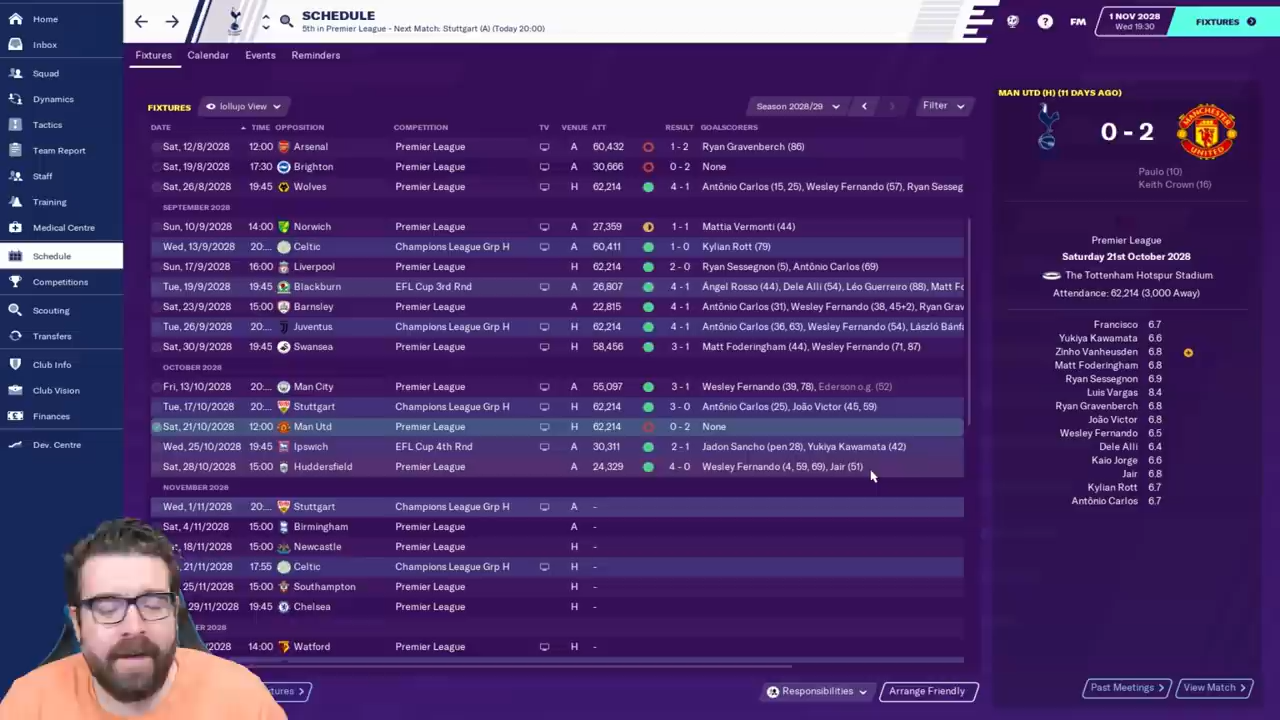 Home
Inbox
Squad
Dynamics
Tactics
Team Report
Staff
Training
Medical Centre
Schedule
Competitions
Scouting
Transfers
Club Info
Club Vision
Finances
Dev. Centre
SCHEDULE
5th in Premier League - Next Match: Stuttgart (A) (Today 20:00)
? FM
1 NOV 2028
Wed 19:30
FIXTURES
Fixtures Calendar Events Reminders
FIXTURES lollujo View Season 2028/29 Filter
DATE TIME OPPOSITION COMPETITION TV VENUE ATT RESULT GOALSCORERS
Sat, 12/8/2028 12:00 Arsenal Premier League A 60,432 1 - 2 Ryan Gravenberch (86)
Sat, 19/8/2028 17:30 Brighton Premier League A 30,666 0 - 2 None
Sat, 26/8/2028 19:45 Wolves Premier League H 62,214 4 - 1 Antônio Carlos (15, 25), Wesley Fernando (57), Ryan Sesseg
SEPTEMBER 2028
Sun, 10/9/2028 14:00 Norwich Premier League A 27,359 1 - 1 Mattia Vermonti (44)
Wed, 13/9/2028 20:... Celtic Champions League Grp H A 60,411 1 - 0 Kylian Rott (79)
Sun, 17/9/2028 16:00 Liverpool Premier League H 62,214 2 - 0 Ryan Sessegnon (5), Antônio Carlos (69)
Tue, 19/9/2028 19:45 Blackburn EFL Cup 3rd Rnd A 26,807 4 - 1 Ángel Rosso (44), Dele Alli (54), Léo Guerreiro (88), Matt Fo
Sat, 23/9/2028 15:00 Barnsley Premier League A 22,815 4 - 1 Antônio Carlos (31), Wesley Fernando (38, 45+2), Ryan Grav
Tue, 26/9/2028 20:... Juventus Champions League Grp H H 62,214 4 - 1 Antônio Carlos (36, 63), Wesley Fernando (54), László Bánfa
Sat, 30/9/2028 19:45 Swansea Premier League H 58,456 3 - 1 Matt Foderingham (44), Wesley Fernando (71, 87)
OCTOBER 2028
Fri, 13/10/2028 20:... Man City Premier League A 55,097 3 - 1 Wesley Fernando (39, 78), Ederson o.g. (52)
Tue, 17/10/2028 20:... Stuttgart Champions League Grp H H 62,214 3 - 0 Antônio Carlos (25), João Victor (45, 59)
Sat, 21/10/2028 12:00 Man Utd Premier League H 62,214 0 - 2 None
Wed, 25/10/2028 19:45 Ipswich EFL Cup 4th Rnd A 30,311 2 - 1 Jadon Sancho (pen 28), Yukiya Kawamata (42)
Sat, 28/10/2028 15:00 Huddersfield Premier League A 24,329 4 - 0 Wesley Fernando (4, 59, 69), Jair (51)
NOVEMBER 2028
Wed, 1/11/2028 20:... Stuttgart Champions League Grp H A -
Sat, 4/11/2028 15:00 Birmingham Premier League A -
18/11/2028 15:00 Newcastle Premier League H -
21/11/2028 17:55 Celtic Champions League Grp H H -
25/11/2028 15:00 Southampton Premier League H -
29/11/2028 19:45 Chelsea Premier League H -
ER 2028
/2028 14:00 Watford Premier League H -
tures Responsibilities Arrange Friendly
MAN UTD (H) (11 DAYS AGO)
0 - 2
Paulo (10)
Keith Crown (16)
Premier League
Saturday 21st October 2028
The Tottenham Hotspur Stadium
Attendance: 62,214 (3,000 Away)
Francisco 6.7
Yukiya Kawamata 6.6
Zinho Vanheusden 6.8
Matt Foderingham 6.8
Ryan Sessegnon 6.9
Luis Vargas 8.4
Ryan Gravenberch 6.8
João Victor 6.8
Wesley Fernando 6.5
Dele Alli 6.4
Kaio Jorge 6.6
Jair 6.8
Kylian Rott 6.7
Antônio Carlos 6.7
Past Meetings View Match